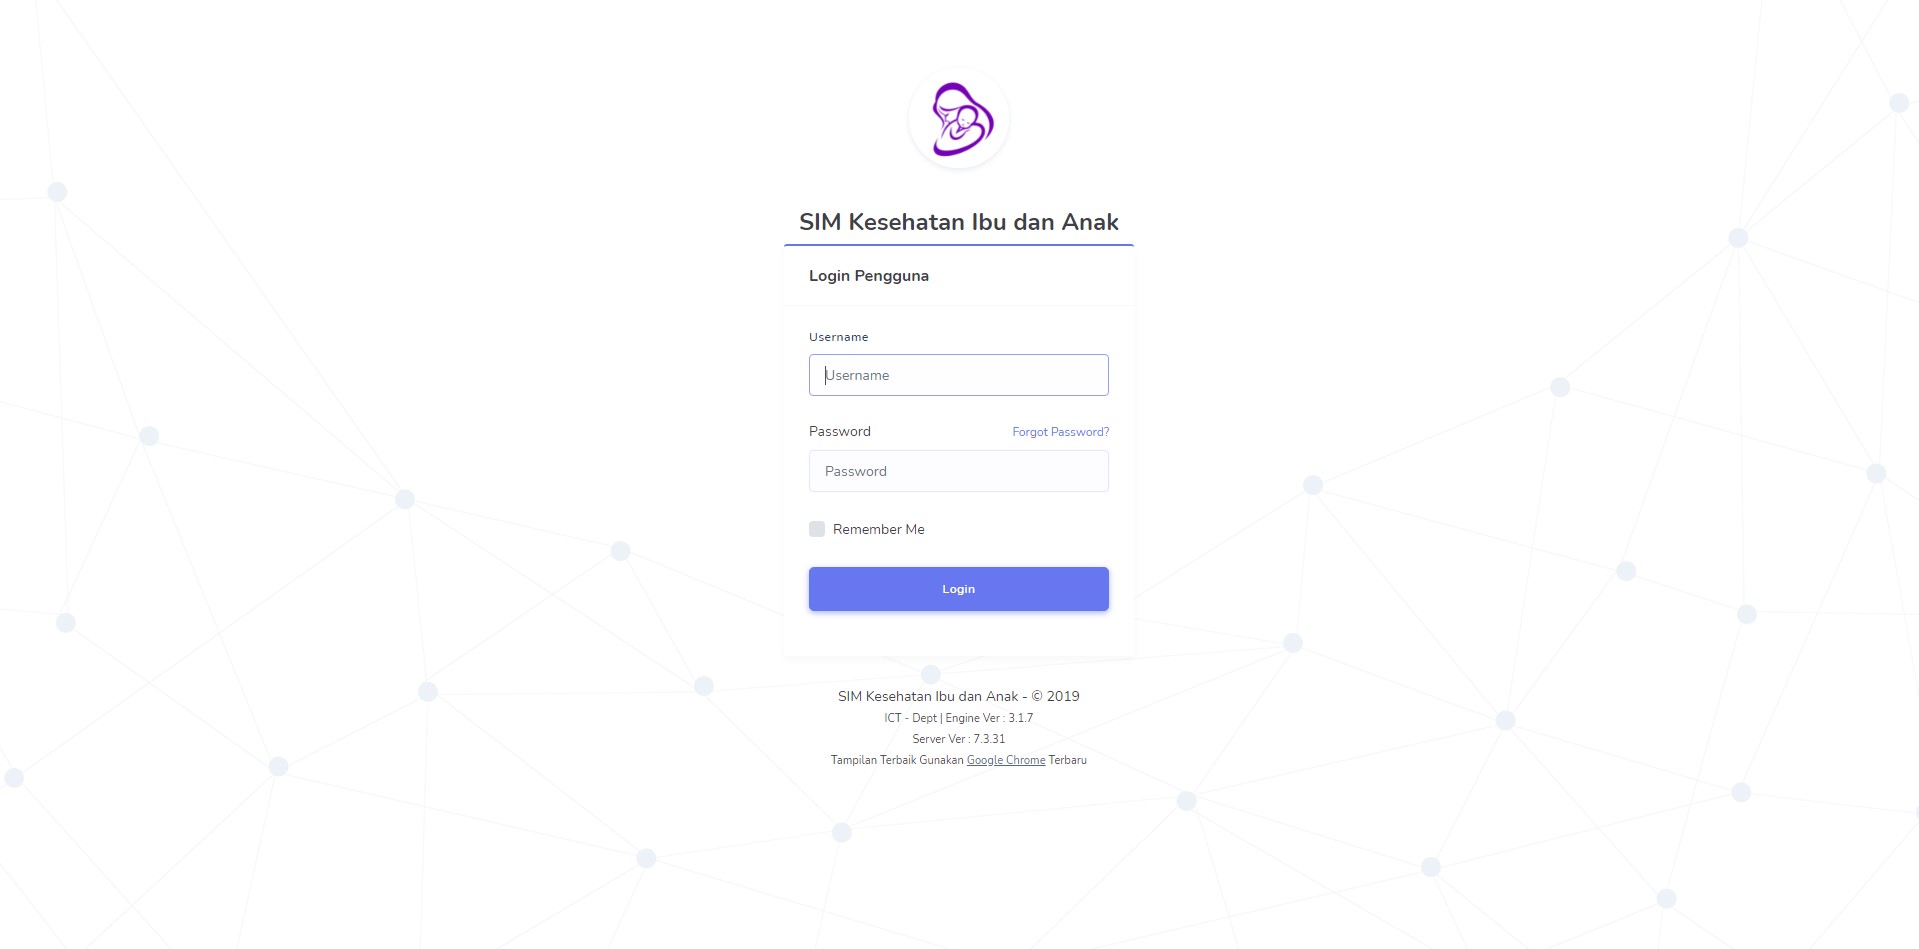 SIM Kesehatan Ibu dan Anak
Login Pengguna
Username
Username
Password Forgot Password?
Password
Remember Me
Login
SIM Kesehatan Ibu dan Anak - © 2019
ICT - Dept | Engine Ver : 3.1.7
Server Ver : 7.3.31
Tampilan Terbaik Gunakan Google Chrome Terbaru